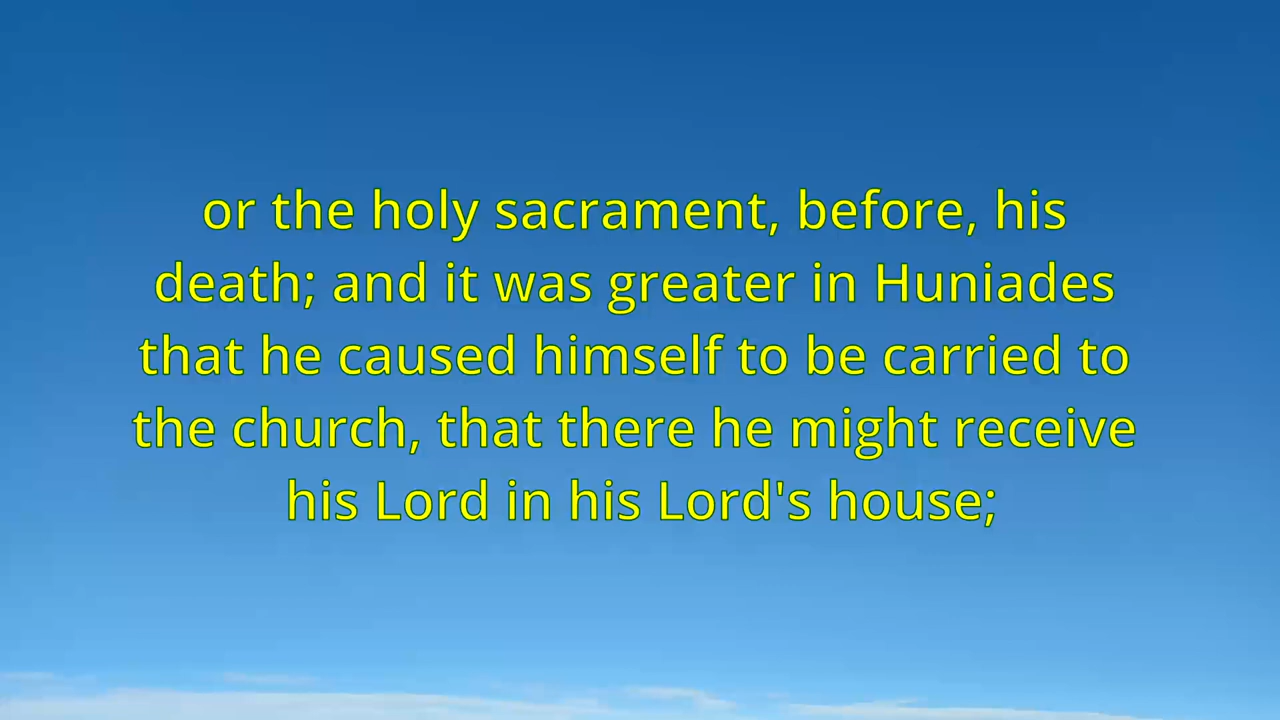 or the holy sacrament, before, his
death; and it was greater in Huniades
that he caused himself to be carried to
the church, that there he might receive
his Lord in his Lord's house;